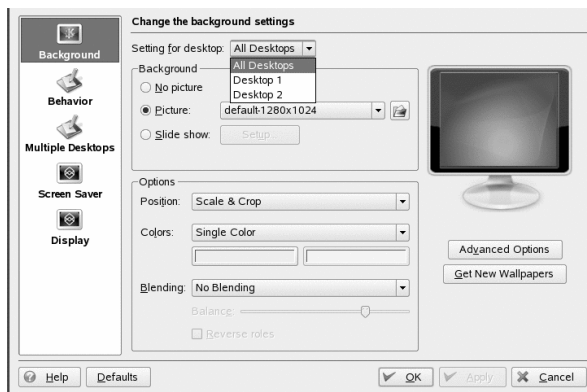 Background
Behavior
Multiple Desktops
Screen Saver
Display
Change the background settings
Setting for desktop: All Desktops
All Desktops
Desktop 1
Desktop 2
Background
No picture
Picture: default-1280x1024
Slide show: Setup...
Options
Position: Scale & Crop
Colors: Single Color
Blending: No Blending
Balance:
Reverse roles
Advanced Options
Get New Wallpapers
Help Defaults OK Apply Cancel